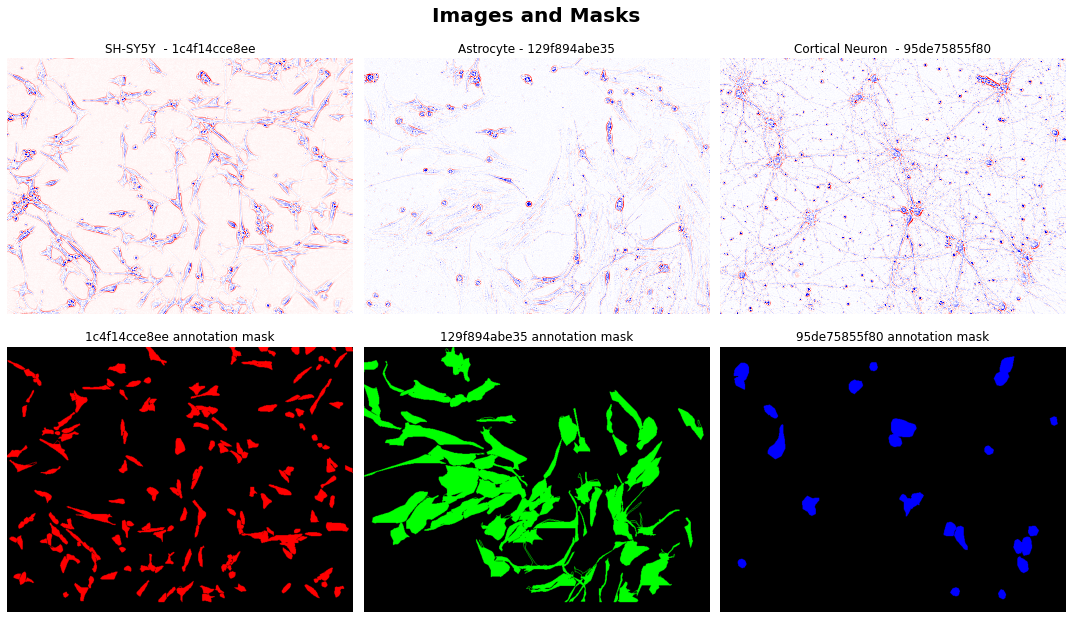 Images and Masks
SH-SY5Y  - 1c4f14cce8ee
Astrocyte - 129f894abe35
Cortical Neuron  - 95de75855f80
1c4f14cce8ee annotation mask
129f894abe35 annotation mask
95de75855f80 annotation mask